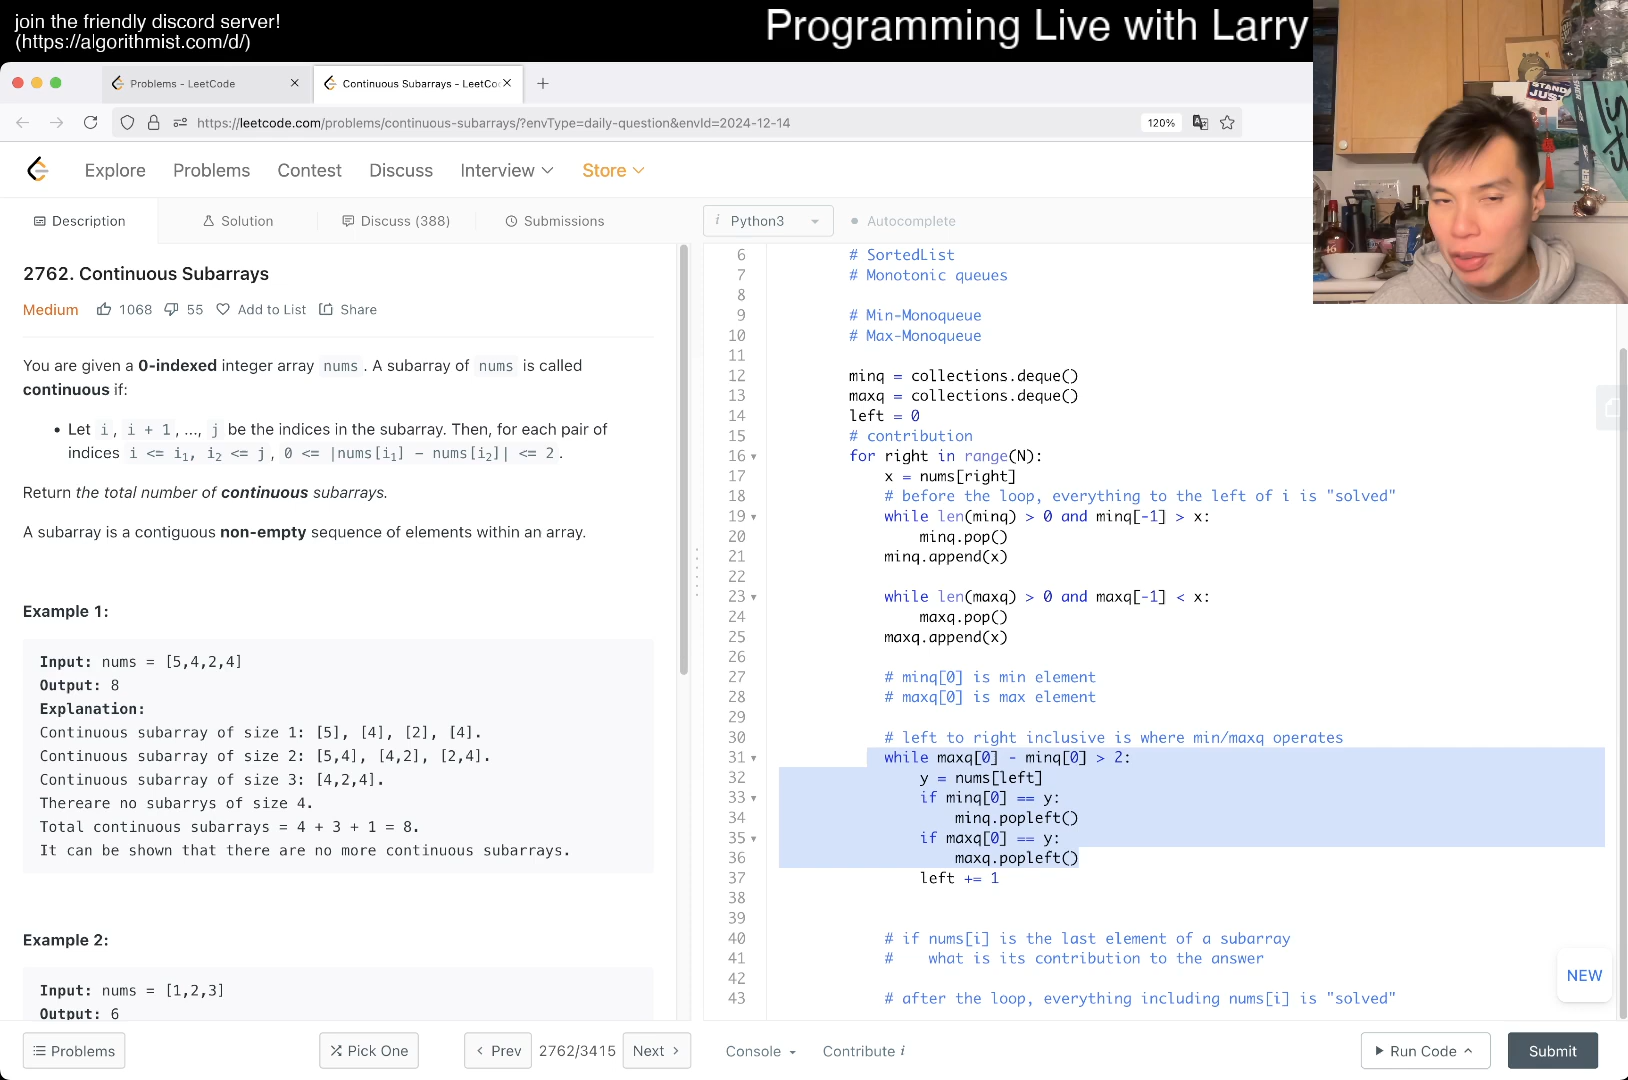 join the friendly discord server!
(https://algorithmist.com/d/)
Programming Live with Larry
Problems - LeetCode
Continuous Subarrays - LeetCo
https://leetcode.com/problems/continuous-subarrays/?envType=daily-question&envId=2024-12-14
120%
Explore Problems Contest Discuss Interview Store
Description Solution Discuss (388) Submissions
i Python3 Autocomplete
2762. Continuous Subarrays
Medium 1068 55 Add to List Share
You are given a 0-indexed integer array nums . A subarray of nums is called
continuous if:
• Let i, i + 1, ..., j be the indices in the subarray. Then, for each pair of
indices i <= i₁, i₂ <= j, 0 <= |nums[i₁] - nums[i₂]| <= 2.
Return the total number of continuous subarrays.
A subarray is a contiguous non-empty sequence of elements within an array.
Example 1:
Input: nums = [5,4,2,4]
Output: 8
Explanation:
Continuous subarray of size 1: [5], [4], [2], [4].
Continuous subarray of size 2: [5,4], [4,2], [2,4].
Continuous subarray of size 3: [4,2,4].
Thereare no subarrys of size 4.
Total continuous subarrays = 4 + 3 + 1 = 8.
It can be shown that there are no more continuous subarrays.
Example 2:
Input: nums = [1,2,3]
Output: 6
6 # SortedList
7 # Monotonic queues
8
9 # Min-Monoqueue
10 # Max-Monoqueue
11
12 minq = collections.deque()
13 maxq = collections.deque()
14 left = 0
15 # contribution
16 for right in range(N):
17 x = nums[right]
18 # before the loop, everything to the left of i is "solved"
19 while len(minq) > 0 and minq[-1] > x:
20 minq.pop()
21 minq.append(x)
22
23 while len(maxq) > 0 and maxq[-1] < x:
24 maxq.pop()
25 maxq.append(x)
26
27 # minq[0] is min element
28 # maxq[0] is max element
29
30 # left to right inclusive is where min/maxq operates
31 while maxq[0] - minq[0] > 2:
32 y = nums[left]
33 if minq[0] == y:
34 minq.popleft()
35 if maxq[0] == y:
36 maxq.popleft()
37 left += 1
38
39
40 # if nums[i] is the last element of a subarray
41 # what is its contribution to the answer
42
43 # after the loop, everything including nums[i] is "solved"
NEW
Problems Pick One Prev 2762/3415 Next Console Contribute i Run Code Submit
STAND
JUS